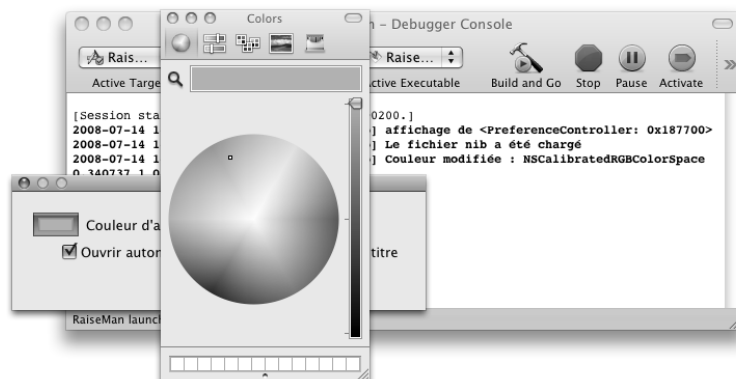 Colors
– Debugger Console
Rais...
Raise...
Active Targe
ctive Executable
Build and Go
Stop
Pause
Activate
[Session sta
0200.]
2008-07-14 1
] affichage de <PreferenceController: 0x187700>
2008-07-14 1
] Le fichier nib a été chargé
2008-07-14 1
] Couleur modifiée : NSCalibratedRGBColorSpace
0.340737 1 0
Couleur d'a
Ouvrir autor
titre
RaiseMan launc